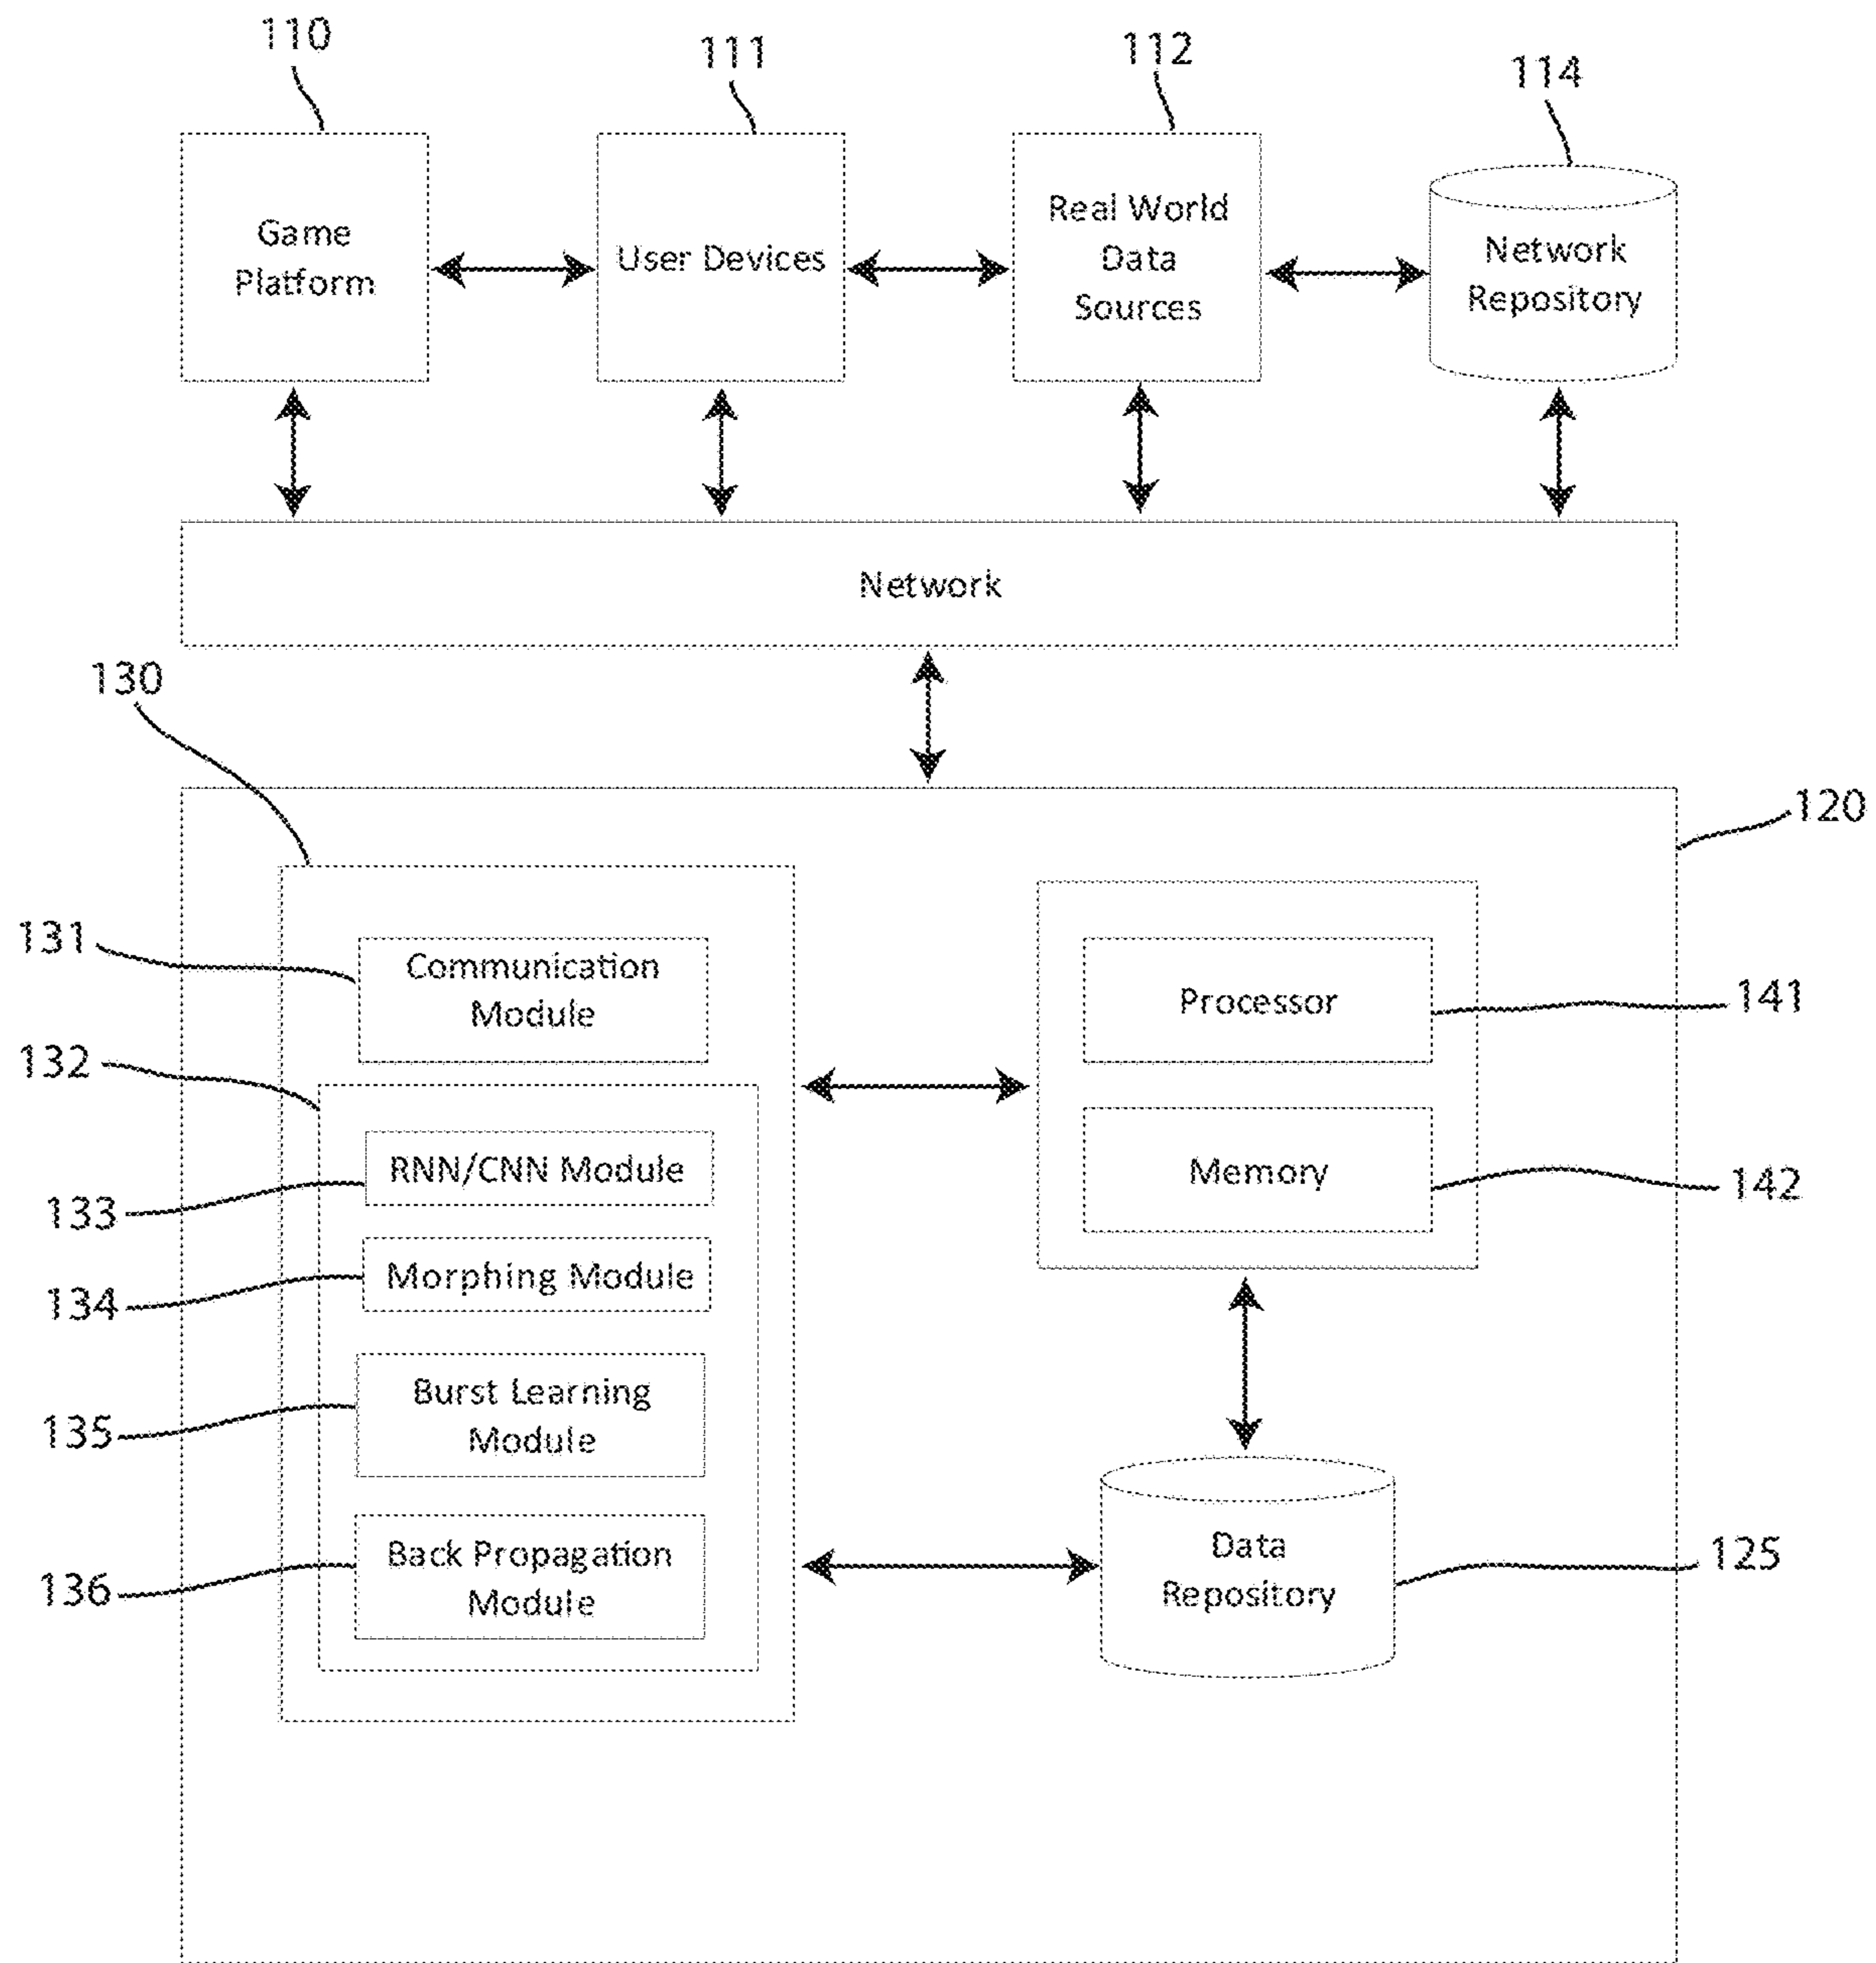 110
111
112
114
Game
Platform
User Devices
Real World
Data
Sources
Network
Repository
Network
130
120
131
Communication
Module
Processor
141
132
RNN/CNN Module
Memory
142
133
Morphing Module
134
Burst Learning
Module
135
Back Propagation
Module
136
Data
Repository
125